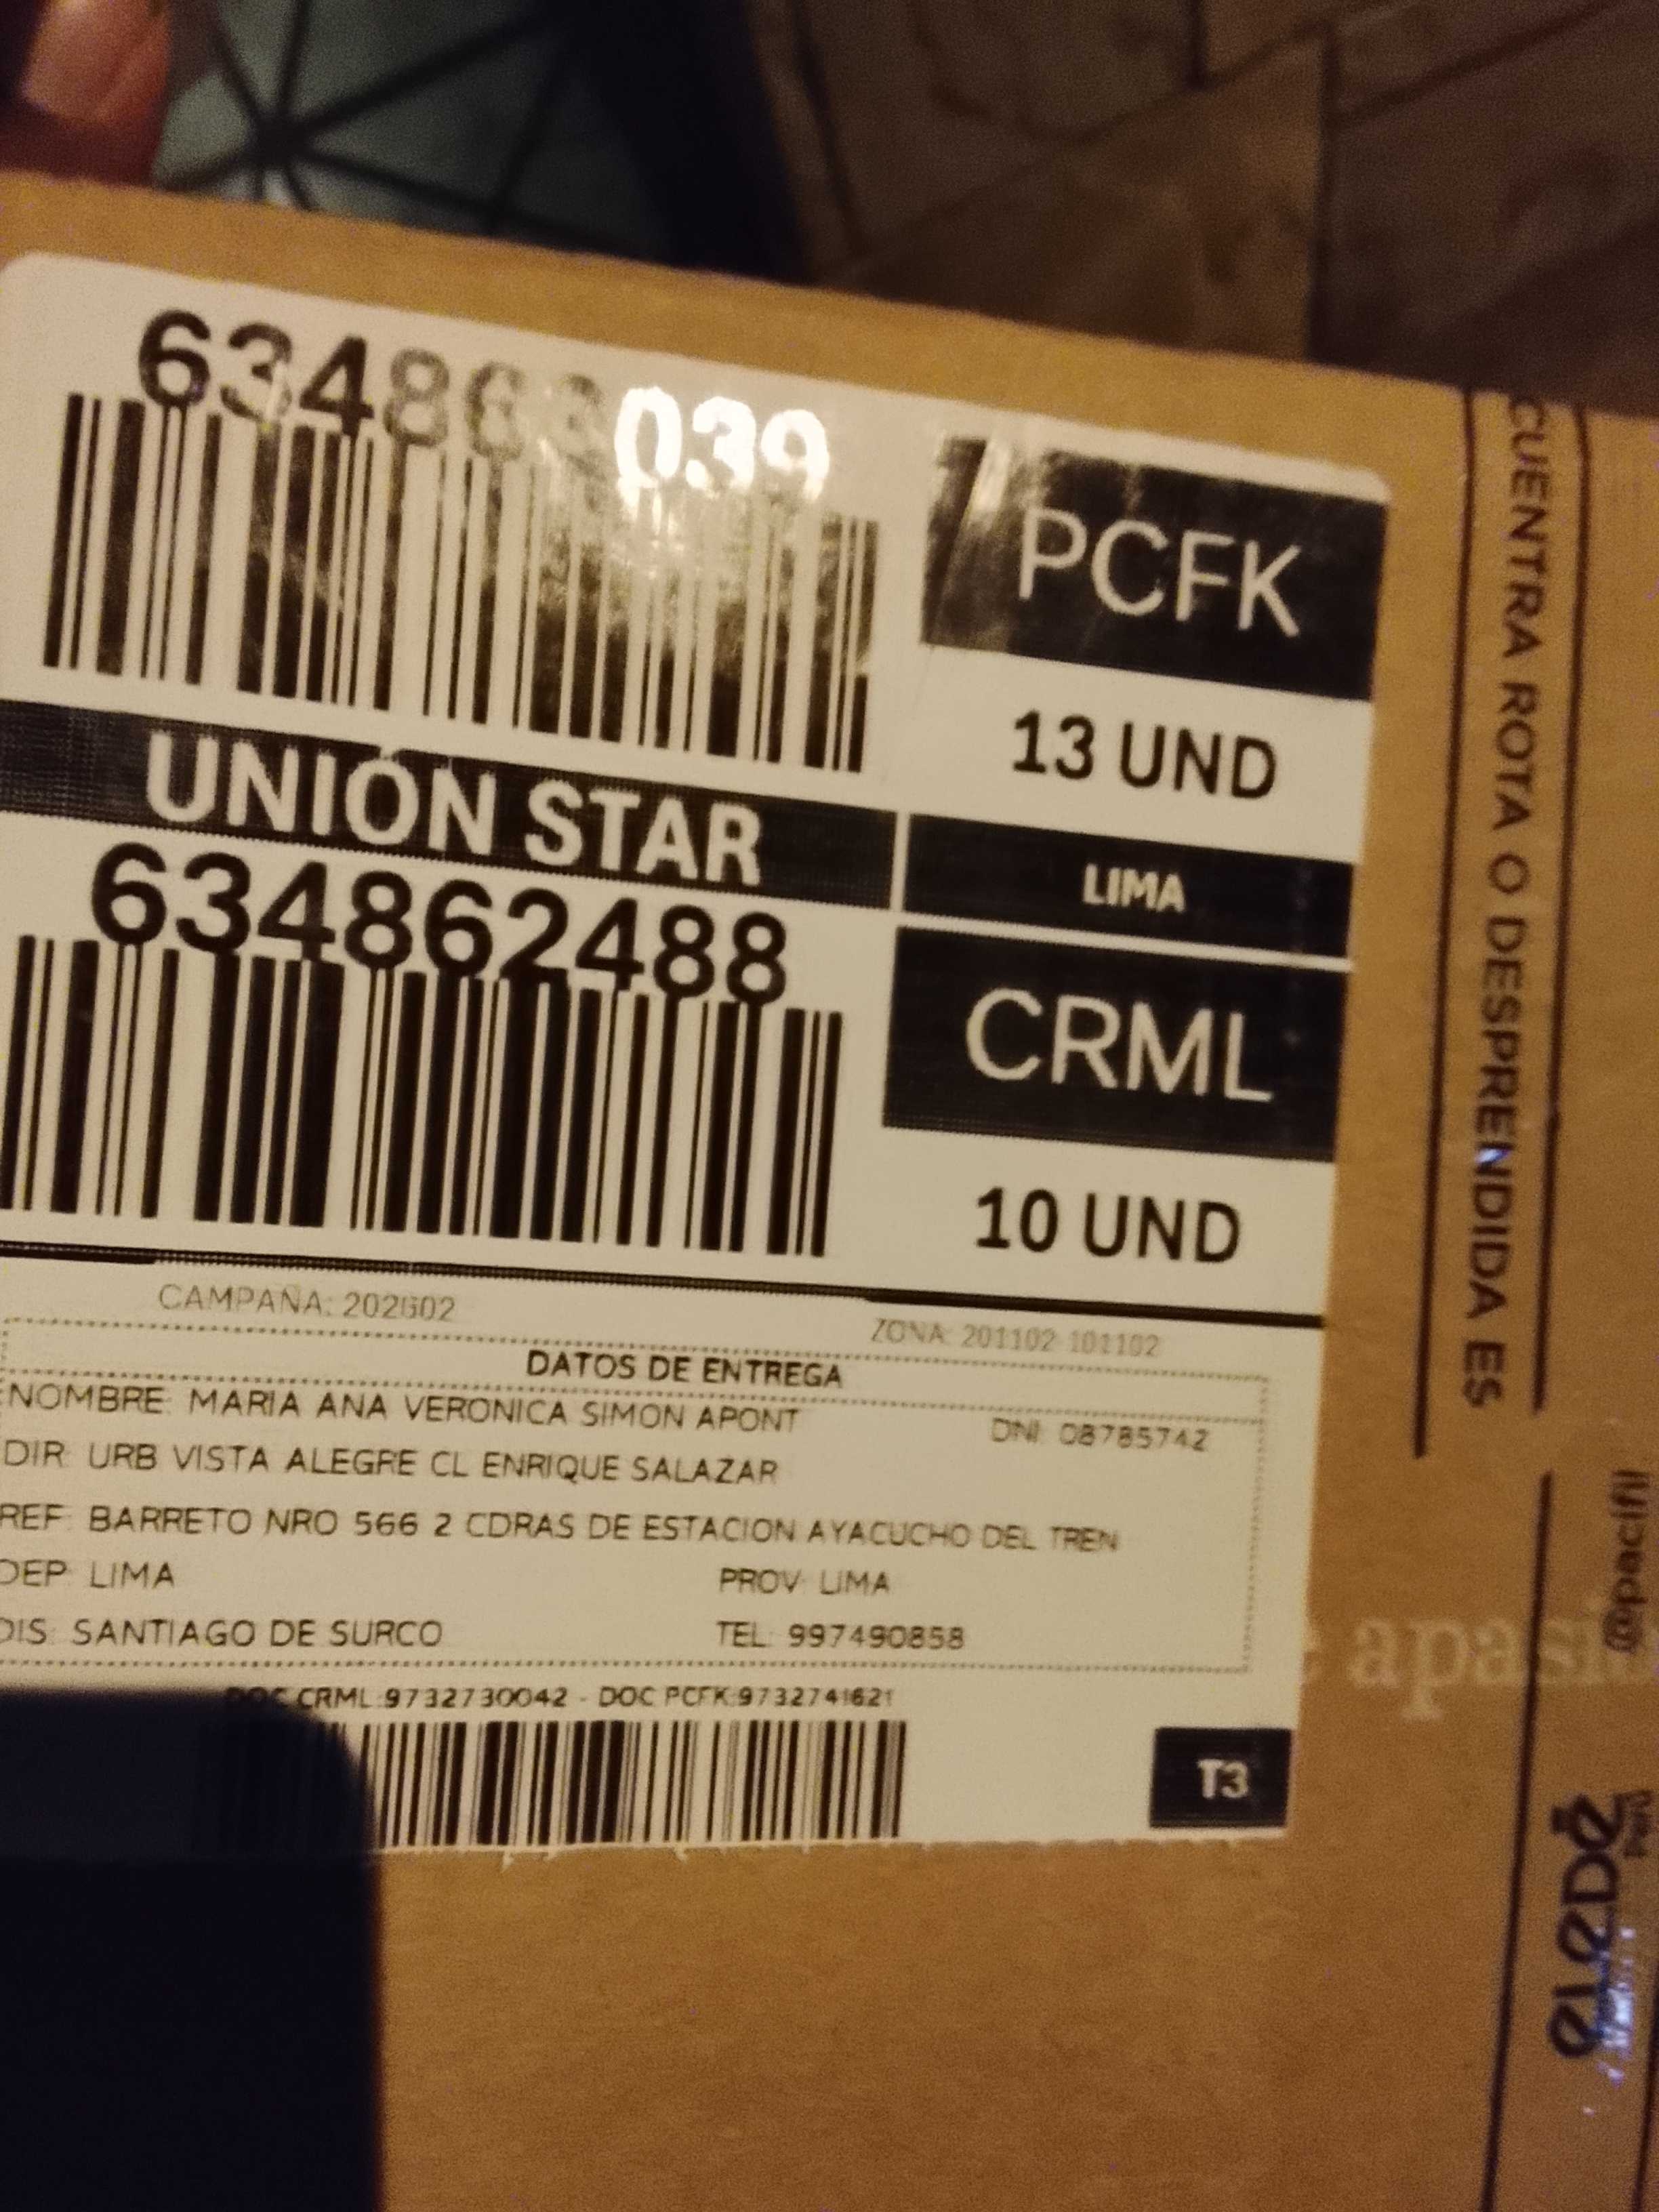 634863039
PCFK
13 UND
UNIÓN STAR
LIMA
634862488
CRML
10 UND
CAMPAÑA: 202602
ZONA: 201102 101102
DATOS DE ENTREGA
NOMBRE: MARIA ANA VERONICA SIMON APONT
DNI: 08785742
DIR: URB VISTA ALEGRE CL ENRIQUE SALAZAR
REF: BARRETO NRO 566 2 CDRAS DE ESTACION AYACUCHO DEL TREN
DEP: LIMA
PROV: LIMA
DIS: SANTIAGO DE SURCO
TEL: 997490858
DOC CRML:9732730042 - DOC PCFK:9732741621
T3
CUENTRA ROTA O DESPRENDIDA ES
@pacifil
apasi
Perú